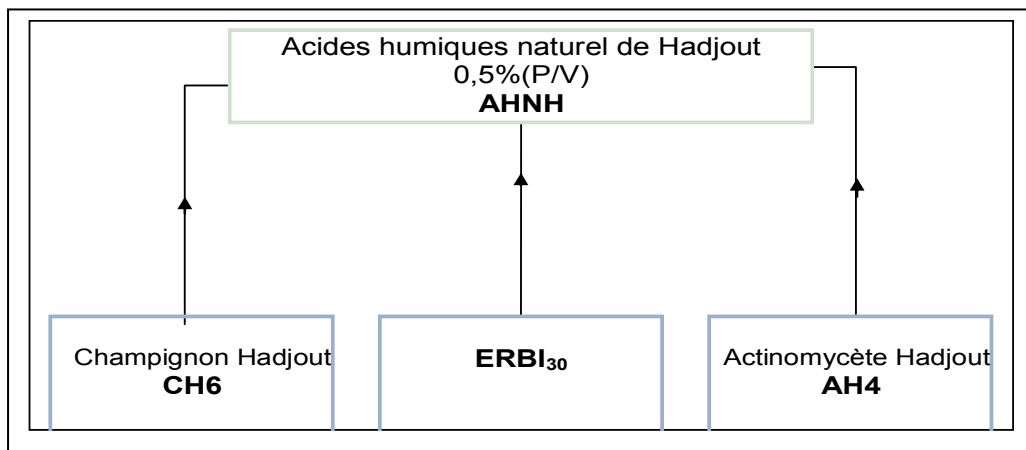 Acides humiques naturel de Hadjout
0,5%(P/V)
AHNH
Champignon Hadjout
CH6
ERBI₃₀
Actinomycète Hadjout
AH4